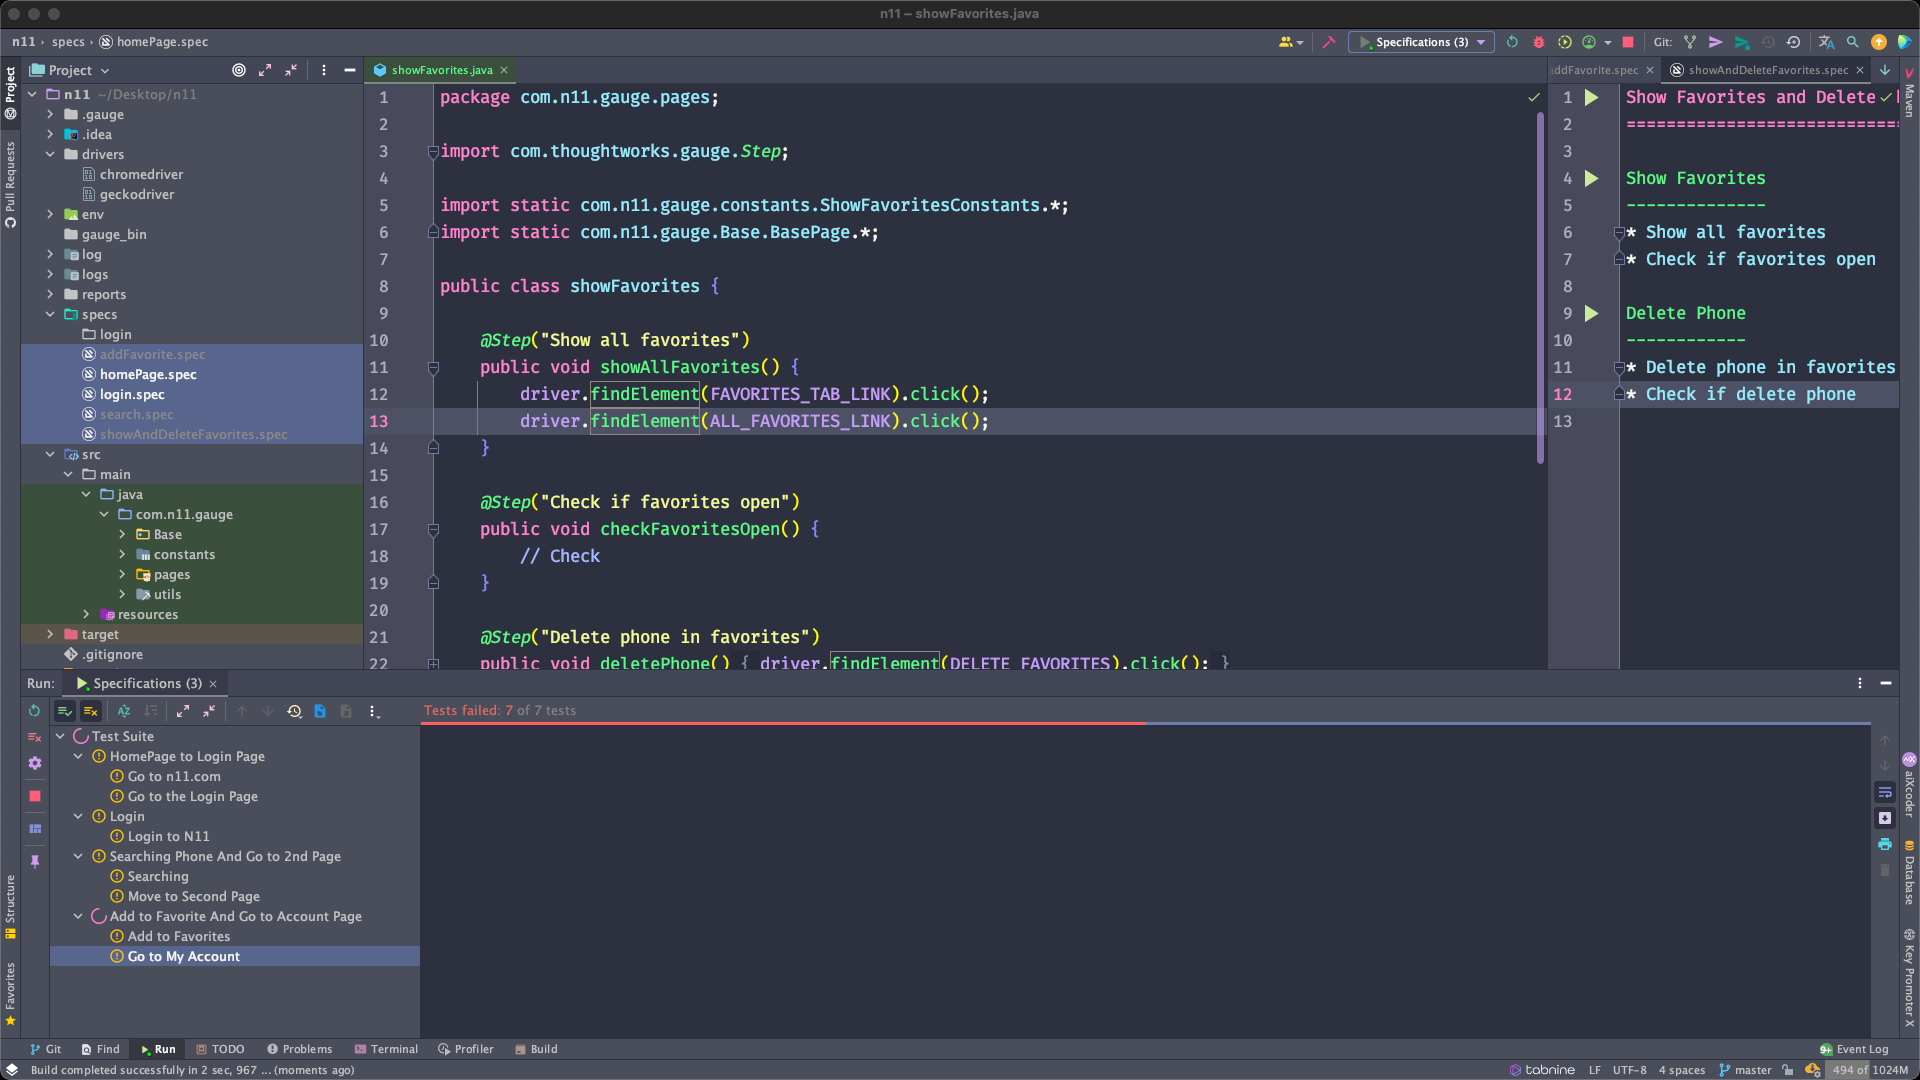 n11 – showFavorites.java
n11 › specs › homePage.spec
Specifications (3)
Git:
Project
showFavorites.java
addFavorite.spec
showAndDeleteFavorites.spec
Project
Pull Requests
Structure
Favorites
n11 ~/Desktop/n11
.gauge
.idea
drivers
chromedriver
geckodriver
env
gauge_bin
log
logs
reports
specs
login
addFavorite.spec
homePage.spec
login.spec
search.spec
showAndDeleteFavorites.spec
src
main
java
com.n11.gauge
Base
constants
pages
utils
resources
target
.gitignore
1 package com.n11.gauge.pages;
2
3 import com.thoughtworks.gauge.Step;
4
5 import static com.n11.gauge.constants.ShowFavoritesConstants.*;
6 import static com.n11.gauge.Base.BasePage.*;
7
8 public class showFavorites {
9
10 @Step("Show all favorites")
11 public void showAllFavorites() {
12 driver.findElement(FAVORITES_TAB_LINK).click();
13 driver.findElement(ALL_FAVORITES_LINK).click();
14 }
15
16 @Step("Check if favorites open")
17 public void checkFavoritesOpen() {
18 // Check
19 }
20
21 @Step("Delete phone in favorites")
22 public void deletePhone() { driver.findElement(DELETE_FAVORITES).click(); }
1 Show Favorites and Delete
2 ===========================
3
4 Show Favorites
5 --------------
6 * Show all favorites
7 * Check if favorites open
8
9 Delete Phone
10 ------------
11 * Delete phone in favorites
12 * Check if delete phone
13
Maven
aiXcoder
Database
Key Promoter X
Run: Specifications (3)
Tests failed: 7 of 7 tests
Test Suite
HomePage to Login Page
Go to n11.com
Go to the Login Page
Login
Login to N11
Searching Phone And Go to 2nd Page
Searching
Move to Second Page
Add to Favorite And Go to Account Page
Add to Favorites
Go to My Account
Git Find Run TODO Problems Terminal Profiler Build
9+ Event Log
Build completed successfully in 2 sec, 967 ... (moments ago)
tabnine LF UTF-8 4 spaces master 494 of 1024M